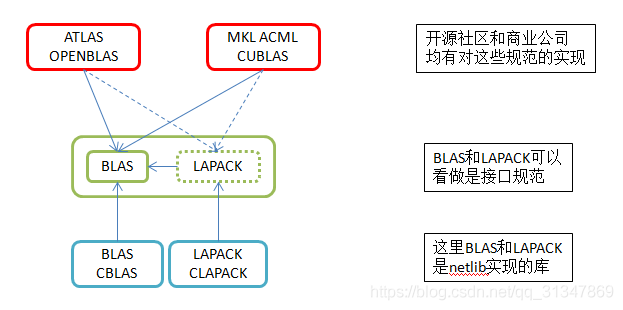 ATLAS
OPENBLAS
MKL ACML
CUBLAS
开源社区和商业公司
均有对这些规范的实现
BLAS
LAPACK
BLAS和LAPACK可以
看做是接口规范
BLAS
CBLAS
LAPACK
CLAPACK
这里BLAS和LAPACK
是netlib实现的库
https://blog.csdn.net/qq_31347869